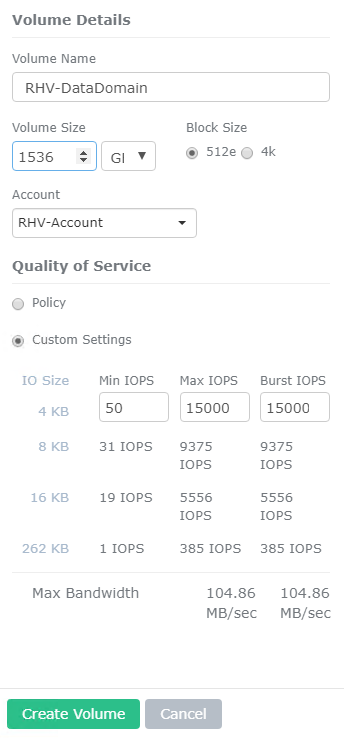 Volume Details
Volume Name
RHV-DataDomain
Volume Size Block Size
1536 GI 512e 4k
Account
RHV-Account
Quality of Service
Policy
Custom Settings
IO Size Min IOPS Max IOPS Burst IOPS
4 KB 50 15000 15000
8 KB 31 IOPS 9375 IOPS 9375 IOPS
16 KB 19 IOPS 5556 IOPS 5556 IOPS
262 KB 1 IOPS 385 IOPS 385 IOPS
Max Bandwidth 104.86 MB/sec 104.86 MB/sec
Create Volume Cancel